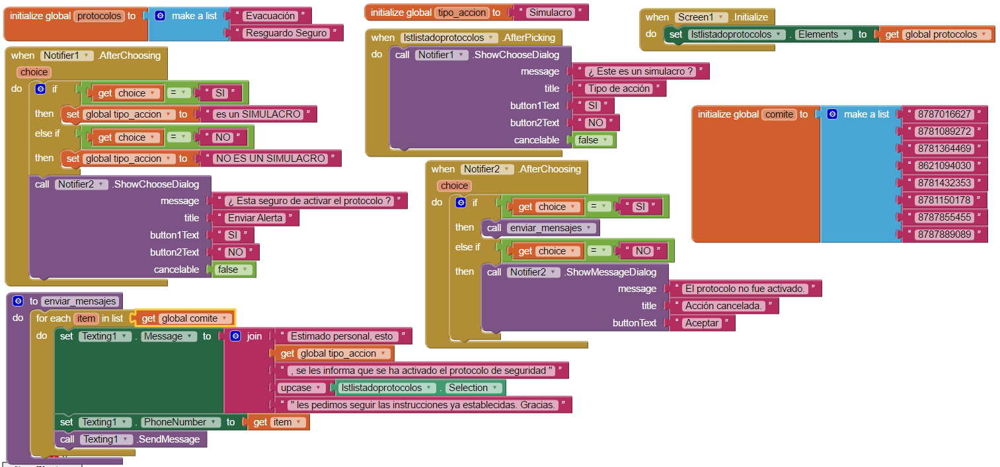 initialize global protocolos to make a list " Evacuación "
" Resguardo Seguro "
initialize global tipo_accion to " Simulacro "
when Screen1 .Initialize
do set lstlistadoprotocolos . Elements to get global protocolos
when Notifier1 .AfterChoosing
choice
do if get choice = " SI "
then set global tipo_accion to " es un SIMULACRO "
else if get choice = " NO "
then set global tipo_accion to " NO ES UN SIMULACRO "
call Notifier2 .ShowChooseDialog
message " ¿ Esta seguro de activar el protocolo ? "
title " Enviar Alerta "
button1Text " SI "
button2Text " NO "
cancelable false
when lstlistadoprotocolos .AfterPicking
do call Notifier1 .ShowChooseDialog
message " ¿ Este es un simulacro ? "
title " Tipo de acción "
button1Text " SI "
button2Text " NO "
cancelable false
initialize global comite to make a list " 8787016627 "
" 8781089272 "
" 8781364469 "
" 8621094030 "
" 8781432353 "
" 8781150178 "
" 8787855455 "
" 8787889089 "
when Notifier2 .AfterChoosing
choice
do if get choice = " SI "
then call enviar_mensajes
else if get choice = " NO "
then call Notifier2 .ShowMessageDialog
message " El protocolo no fue activado. "
title " Acción cancelada. "
buttonText " Aceptar "
to enviar_mensajes
do for each item in list get global comite
do set Texting1 . Message to join " Estimado personal, esto "
get global tipo_accion
" , se les informa que se ha activado el protocolo de seguridad " "
upcase lstlistadoprotocolos . Selection
" " les pedimos seguir las instrucciones ya establecidas. Gracias. "
set Texting1 . PhoneNumber to get item
call Texting1 .SendMessage